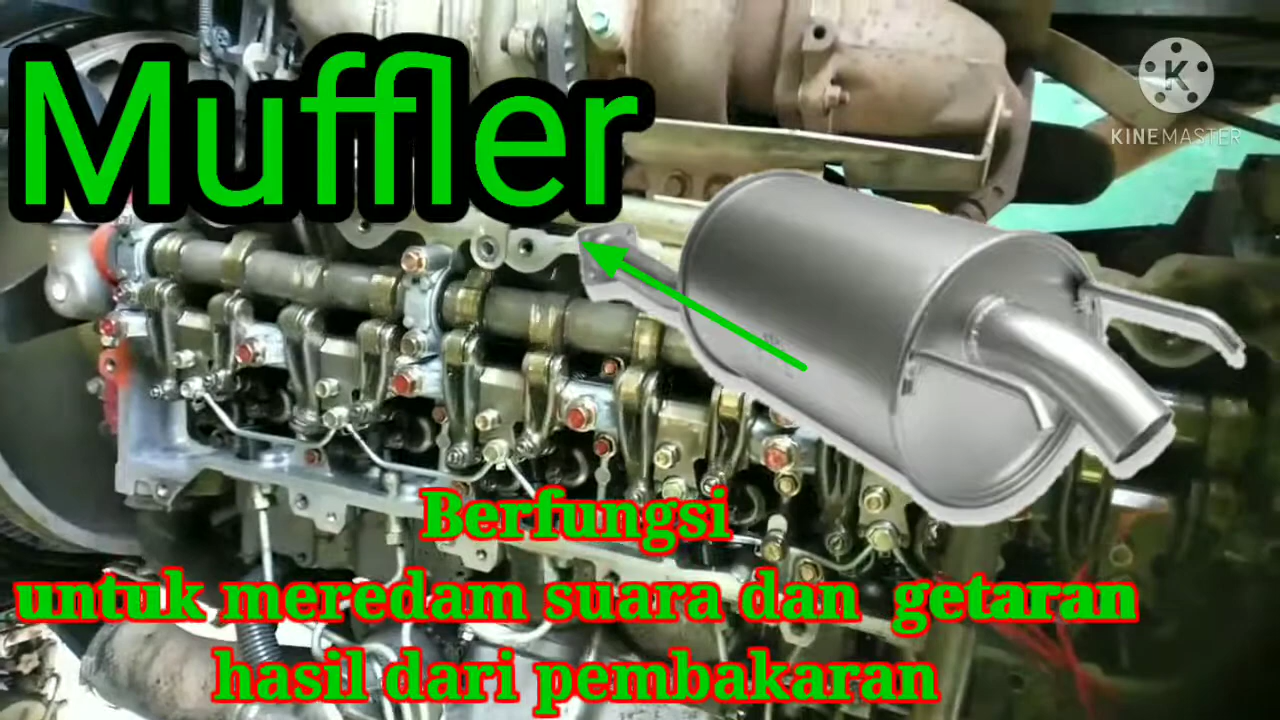 Muffler
K
KINEMASTER
Berfungsi
untuk meredam suara dan getaran
hasil dari pembakaran